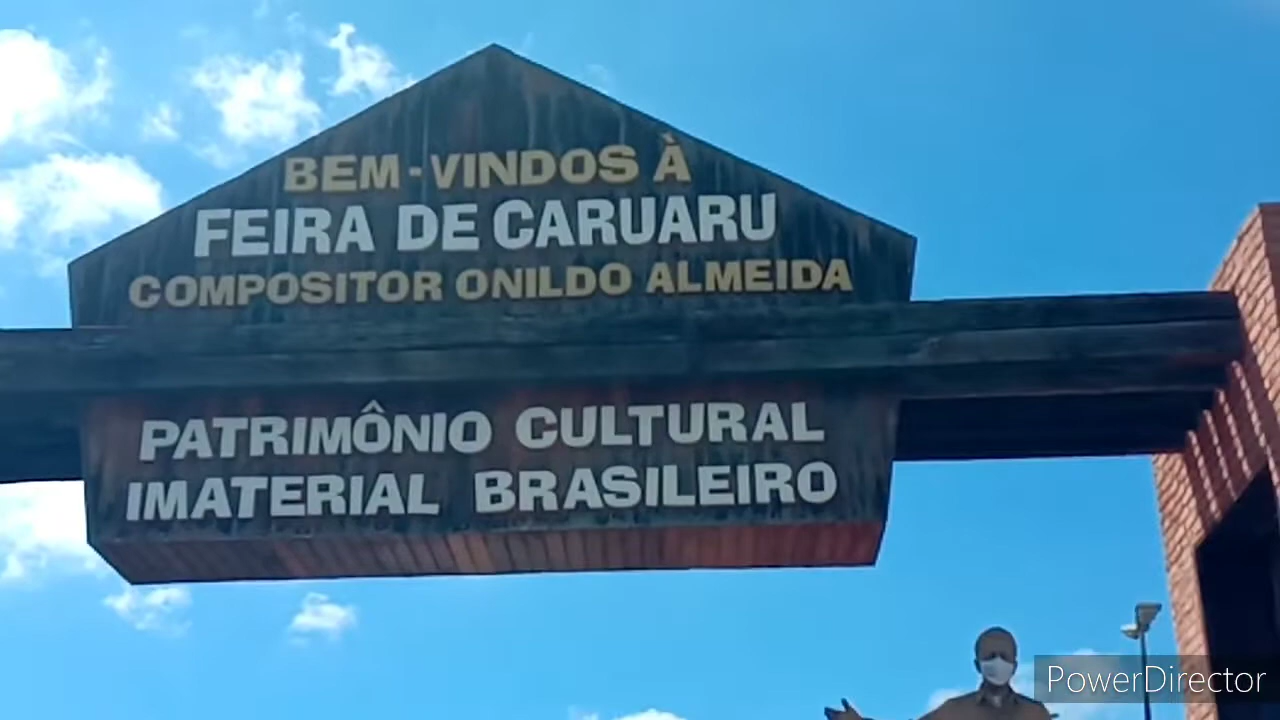 BEM-VINDOS À
FEIRA DE CARUARU
COMPOSITOR ONILDO ALMEIDA
PATRIMÔNIO CULTURAL
IMATERIAL BRASILEIRO
PowerDirector